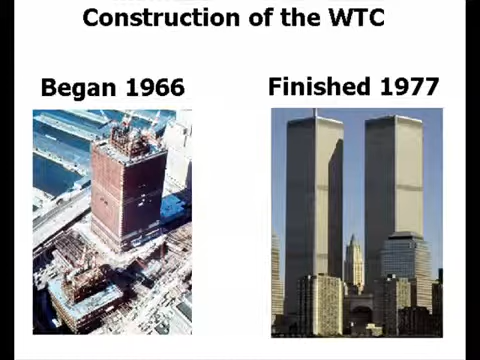 Construction of the WTC
Began 1966
Finished 1977